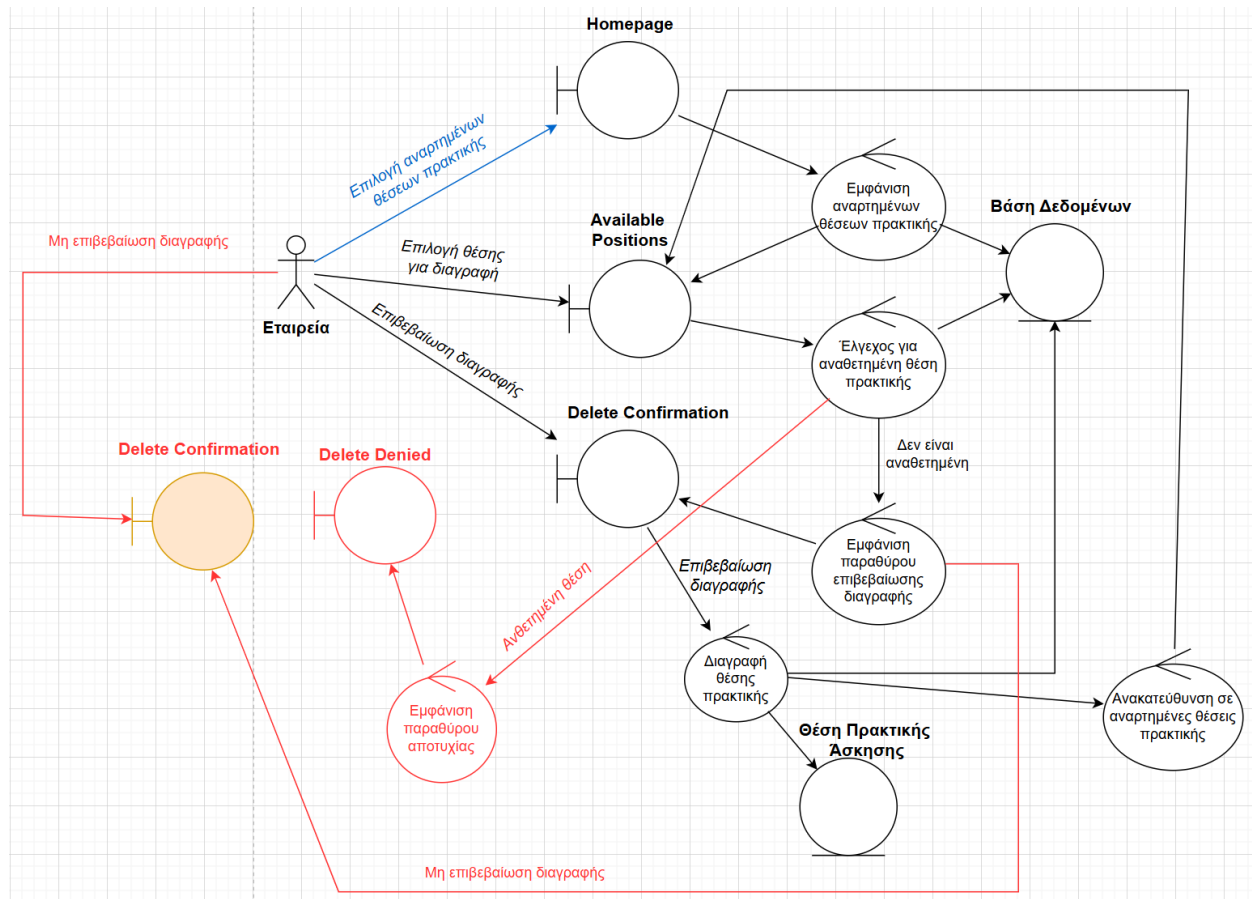 Homepage
Επιλογή αναρτημένων
θέσεων πρακτικής
Εμφάνιση
αναρτημένων
θέσεων πρακτικής
Βάση Δεδομένων
Available
Positions
Μη επιβεβαίωση διαγραφής
Επιλογή θέσης
για διαγραφή
Εταιρεία
Επιβεβαίωση διαγραφής
Έλγεχος για
αναθετημένη θέση
πρακτικής
Delete Confirmation
Δεν είναι
αναθετημένη
Delete Confirmation
Delete Denied
Εμφάνιση
παραθύρου
επιβεβαίωσης
διαγραφής
Επιβεβαίωση
διαγραφής
Ανθετημένη θέση
Διαγραφή
θέσης
πρακτικής
Ανακατεύθυνση σε
αναρτημένες θέσεις
πρακτικής
Εμφάνιση
παραθύρου
αποτυχίας
Θέση Πρακτικής
Άσκησης
Μη επιβεβαίωση διαγραφής